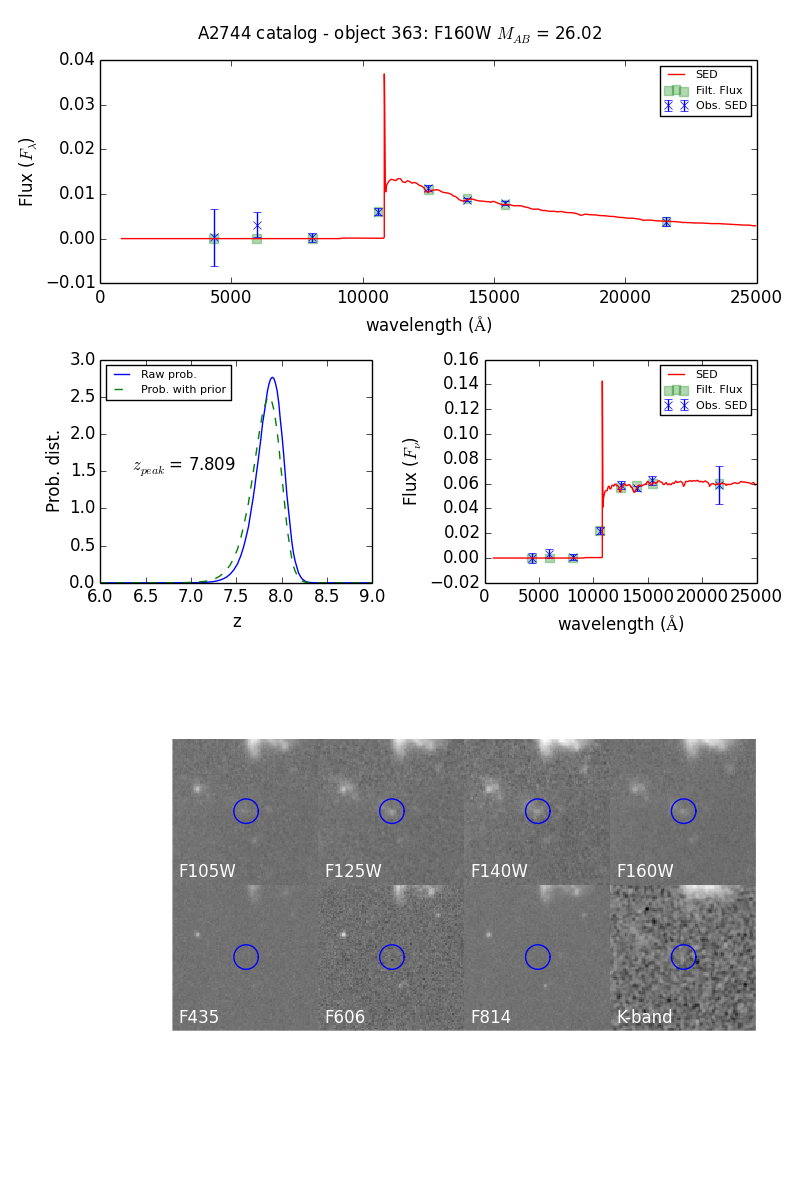 A2744 catalog - object 363: F160W M_AB = 26.02
0.04
0.04
0.02
0.01
0.00
−0.01
Flux (F_λ)
0 5000 10000 15000 20000 25000
wavelength (Å)
SED
Filt. Flux
Obs. SED
3.0
2.5
2.0
1.5
1.0
0.5
0.0
Prob. dist.
Raw prob.
Prob. with prior
z_peak = 7.809
6.0 6.5 7.0 7.5 8.0 8.5 9.0
z
0.16
0.14
0.12
0.10
0.08
0.06
0.04
0.02
0.00
−0.02
Flux (F_ν)
SED
Filt. Flux
Obs. SED
0 5000 10000 15000 20000 25000
wavelength (Å)
F105W F125W F140W F160W
F435 F606 F814 K-band